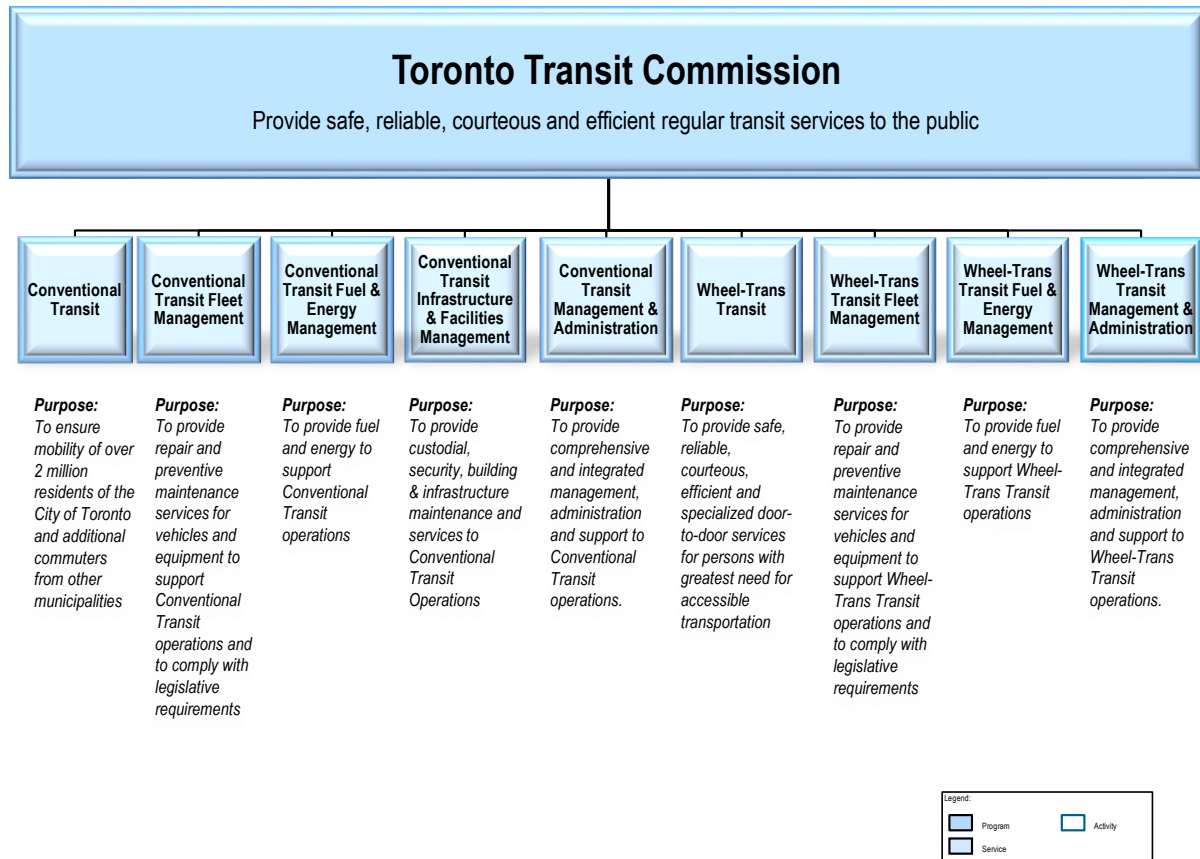 Toronto Transit Commission
Provide safe, reliable, courteous and efficient regular transit services to the public
Conventional
Transit
Conventional
Transit Fleet
Management
Conventional
Transit Fuel &
Energy
Management
Conventional
Transit
Infrastructure
& Facilities
Management
Conventional
Transit
Management &
Administration
Wheel-Trans
Transit
Wheel-Trans
Transit Fleet
Management
Wheel-Trans
Transit Fuel &
Energy
Management
Wheel-Trans
Transit
Management &
Administration
Purpose:
To ensure
mobility of over
2 million
residents of the
City of Toronto
and additional
commuters
from other
municipalities
Purpose:
To provide
repair and
preventive
maintenance
services for
vehicles and
equipment to
support
Conventional
Transit
operations and
to comply with
legislative
requirements
Purpose:
To provide fuel
and energy to
support
Conventional
Transit
operations
Purpose:
To provide
custodial,
security, building
& infrastructure
maintenance and
services to
Conventional
Transit
Operations
Purpose:
To provide
comprehensive
and integrated
management,
administration
and support to
Conventional
Transit
operations.
Purpose:
To provide safe,
reliable,
courteous,
efficient and
specialized door-
to-door services
for persons with
greatest need for
accessible
transportation
Purpose:
To provide
repair and
preventive
maintenance
services for
vehicles and
equipment to
support Wheel-
Trans Transit
operations and
to comply with
legislative
requirements
Purpose:
To provide fuel
and energy to
support Wheel-
Trans Transit
operations
Purpose:
To provide
comprehensive
and integrated
management,
administration
and support to
Wheel-Trans
Transit
operations.
Legend:
Program
Activity
Service